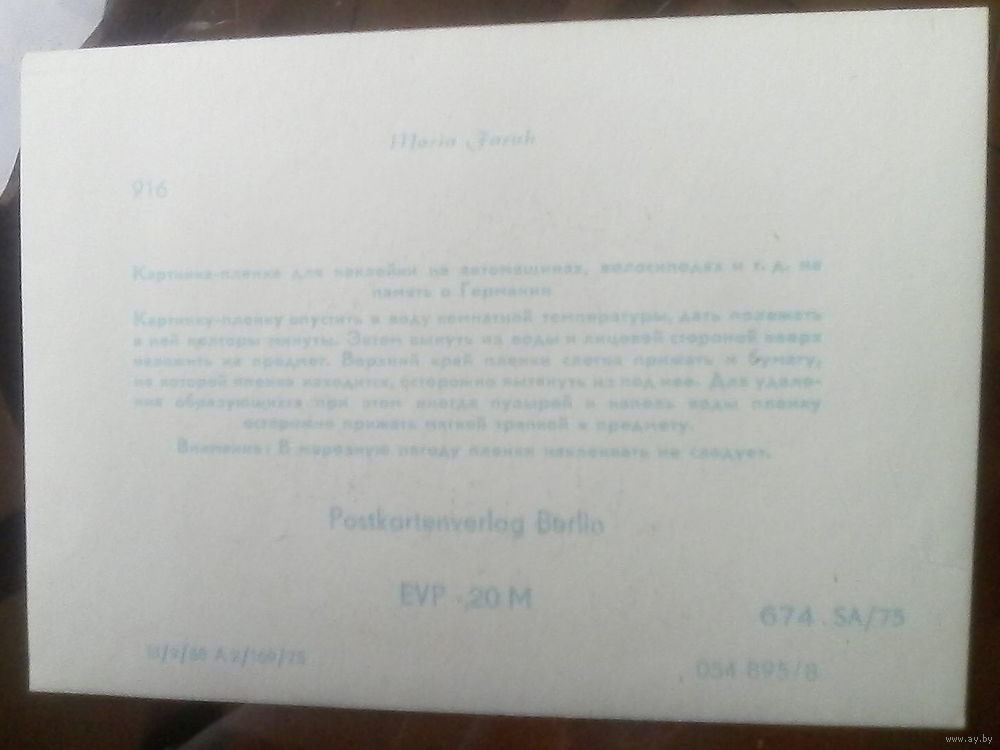 Maria
916
Картинка-пленка для наклейки на автомашинах, велосипедах и т. д. на
память о Германии
Картинку-пленку опустить в воду комнатной температуры, дать полежать
в ней полторы минуты. Затем вынуть из воды и лицевой стороной вверх
наложить на предмет. Верхний край пленки слегка прижать к бумаге,
на которой пленка находится, осторожно вытянуть из под нее. Для удале-
ния образующихся при этом иногда пузырей и капель воды пленку
осторожно прижать мягкой тряпкой к предмету.
Внимание: В морозную погоду пленки наклеивать не следует.
Postkartenverlag Berlin
EVP -,20 M
674. SA/75
A 2/169/75
054 895/8
www.ay.by